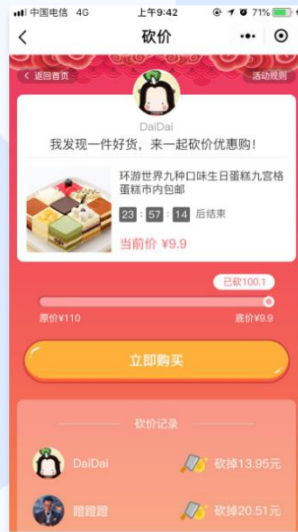 中国电信 4G 上午9:42 71%
砍价
返回首页 活动规则
DaiDai
我发现一件好货，来一起砍价优惠购！
环游世界九种口味生日蛋糕九宫格
蛋糕市内包邮
23 : 57 : 14 后结束
当前价 ¥9.9
已砍100.1
原价¥110 底价¥9.9
立即购买
砍价记录
DaiDai 砍掉13.95元
蹬蹬蹬 砍掉20.51元